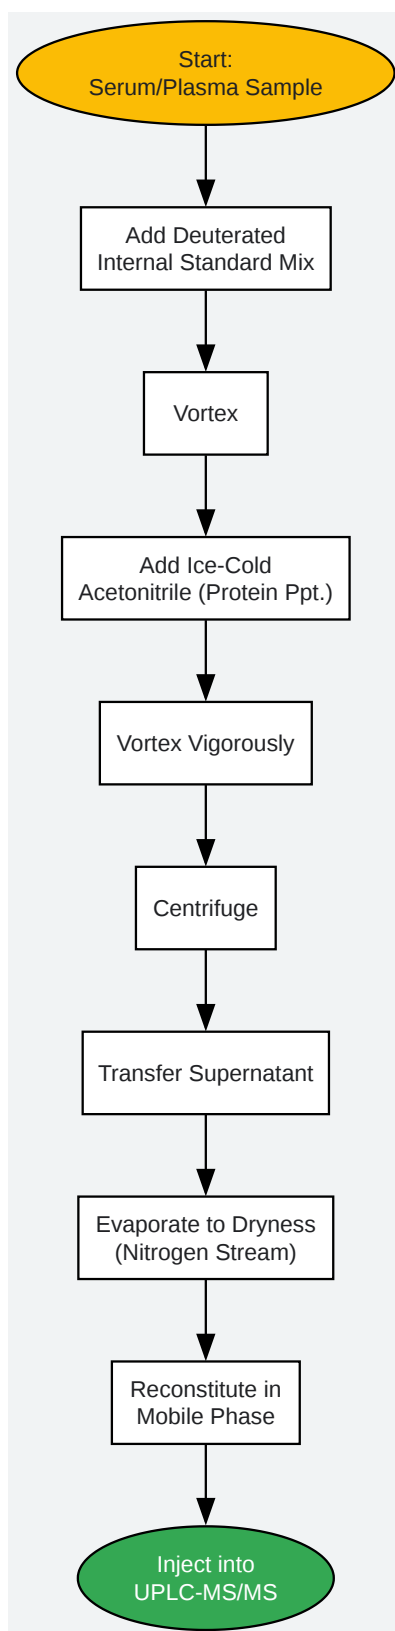 Start:
Serum/Plasma Sample
Add Deuterated
Internal Standard Mix
Vortex
Add Ice-Cold
Acetonitrile (Protein Ppt.)
Vortex Vigorously
Centrifuge
Transfer Supernatant
Evaporate to Dryness
(Nitrogen Stream)
Reconstitute in
Mobile Phase
Inject into
UPLC-MS/MS